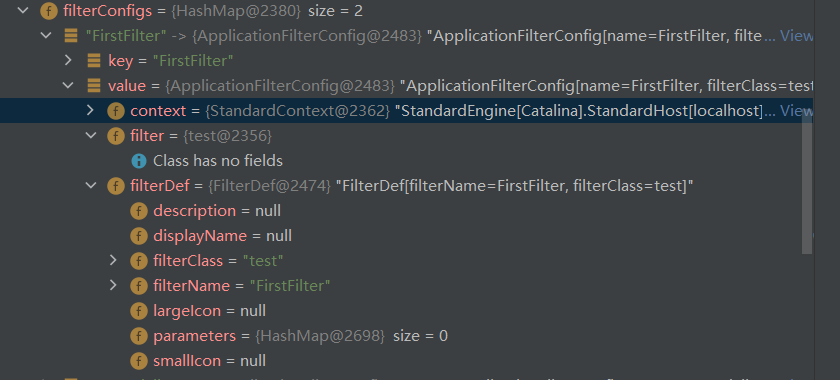 filterConfigs = {HashMap@2380} size = 2
"FirstFilter" -> {ApplicationFilterConfig@2483} "ApplicationFilterConfig[name=FirstFilter, filte... View
key = "FirstFilter"
value = {ApplicationFilterConfig@2483} "ApplicationFilterConfig[name=FirstFilter, filterClass=test
context = {StandardContext@2362} "StandardEngine[Catalina].StandardHost[localhost]... View
filter = {test@2356}
Class has no fields
filterDef = {FilterDef@2474} "FilterDef[filterName=FirstFilter, filterClass=test]"
description = null
displayName = null
filterClass = "test"
filterName = "FirstFilter"
largeIcon = null
parameters = {HashMap@2698} size = 0
smallIcon = null